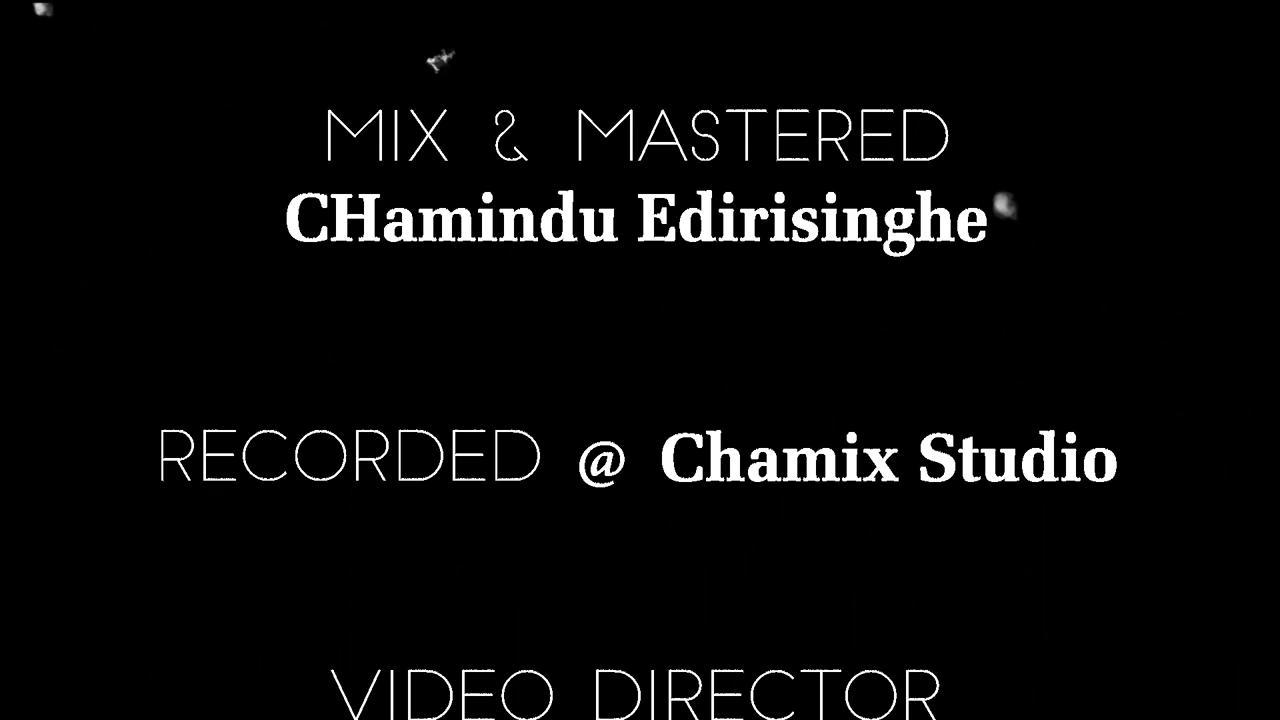 MIX & MASTERED
CHamindu Edirisinghe
RECORDED @ Chamix Studio
VIDEO DIRECTOR